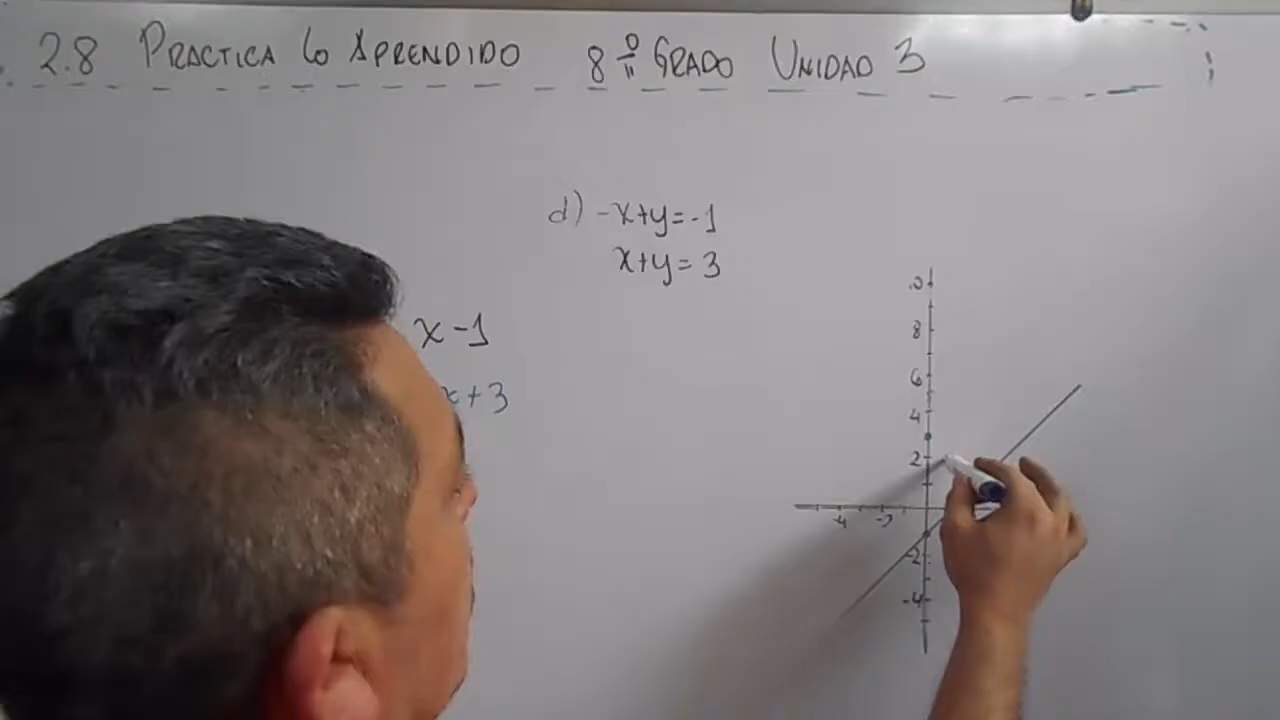 2.8 PRACTICA LO APRENDIDO 8º GRADO UNIDAD 3
d) -x+y=-1
x+y=3
x-1
x+3
10
8
6
4
2
-4 -2
-2
-4